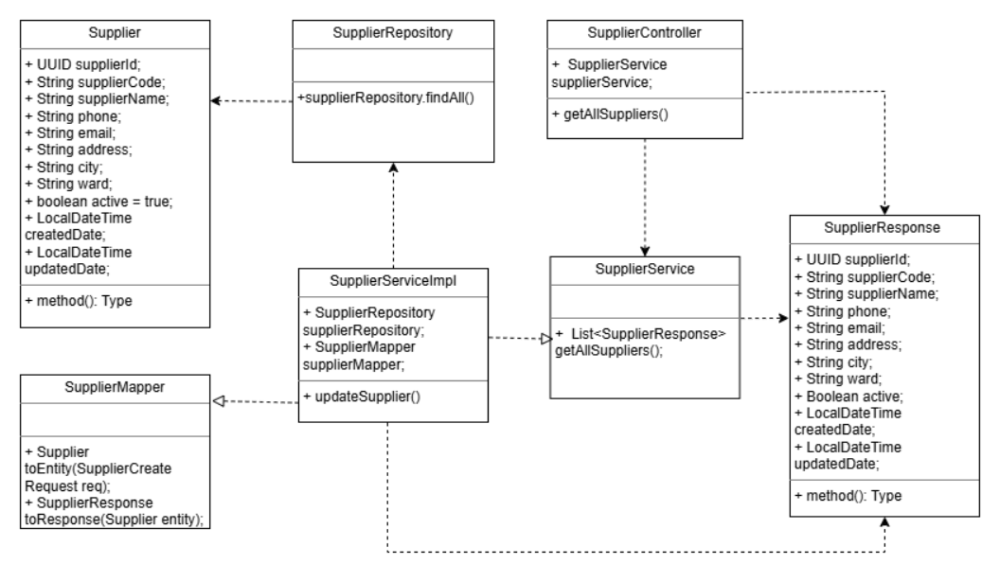 Supplier
+ UUID supplierId;
+ String supplierCode;
+ String supplierName;
+ String phone;
+ String email;
+ String address;
+ String city;
+ String ward;
+ boolean active = true;
+ LocalDateTime
createdDate;
+ LocalDateTime
updatedDate;
+ method(): Type
SupplierRepository
+supplierRepository.findAll()
SupplierController
+ SupplierService
supplierService;
+ getAllSuppliers()
SupplierResponse
+ UUID supplierId;
+ String supplierCode;
+ String supplierName;
+ String phone;
+ String email;
+ String address;
+ String city;
+ String ward;
+ Boolean active;
+ LocalDateTime
createdDate;
+ LocalDateTime
updatedDate;
+ method(): Type
SupplierServiceImpl
+ SupplierRepository
supplierRepository;
+ SupplierMapper
supplierMapper;
+ updateSupplier()
SupplierService
+ List<SupplierResponse>
getAllSuppliers();
SupplierMapper
+ Supplier
toEntity(SupplierCreate
Request req);
+ SupplierResponse
toResponse(Supplier entity);